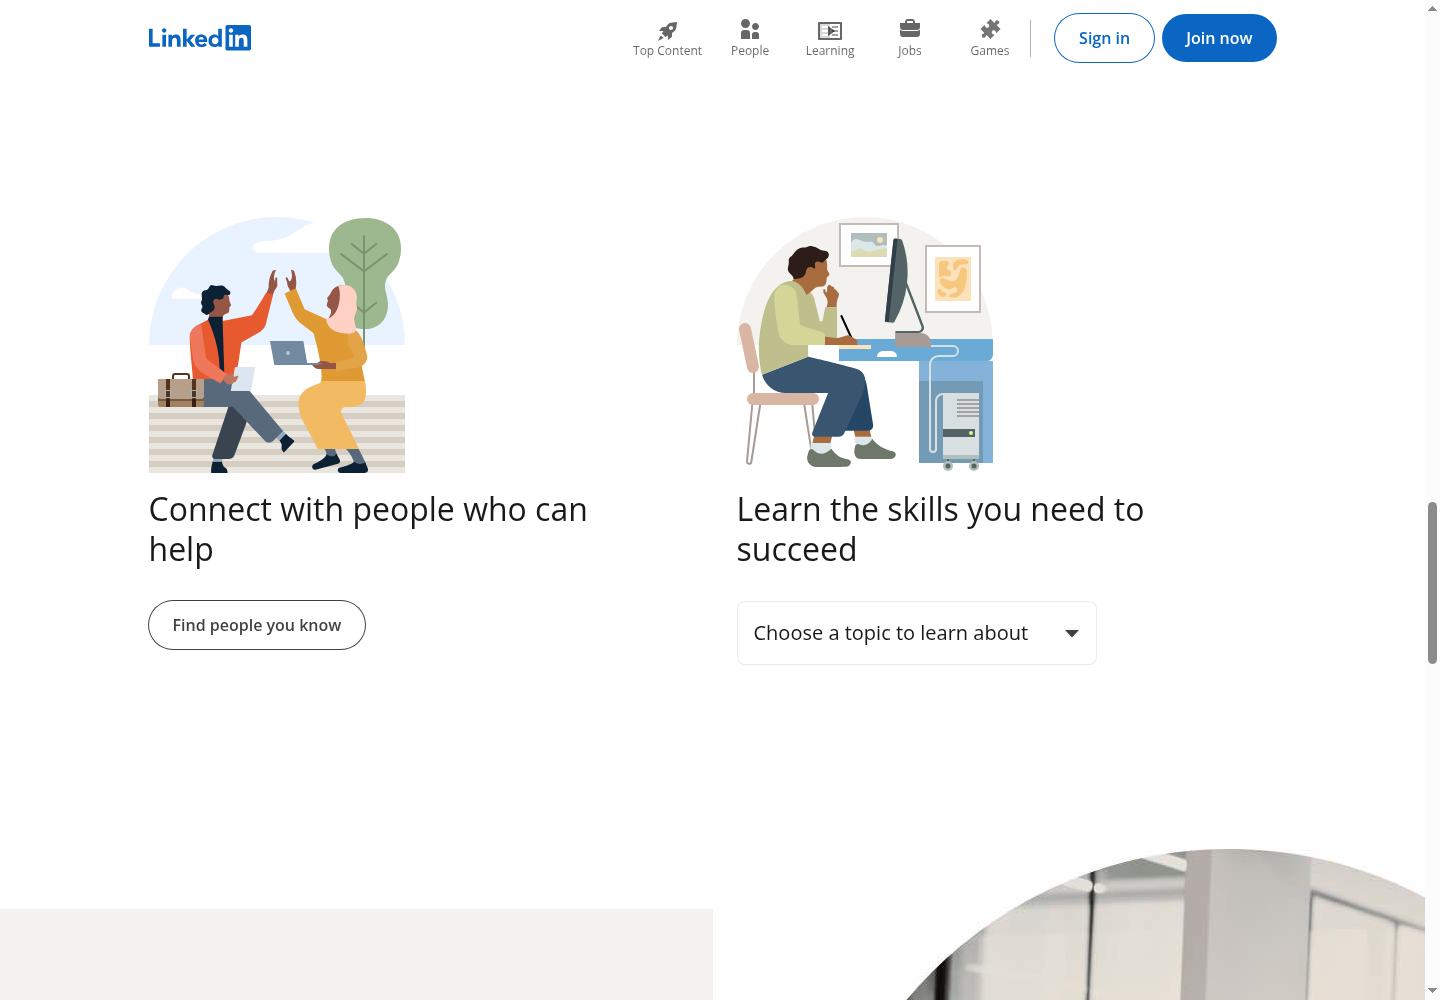 LinkedIn
Top Content
People
Learning
Jobs
Games
Sign in
Join now
Connect with people who can
help
Find people you know
Learn the skills you need to
succeed
Choose a topic to learn about